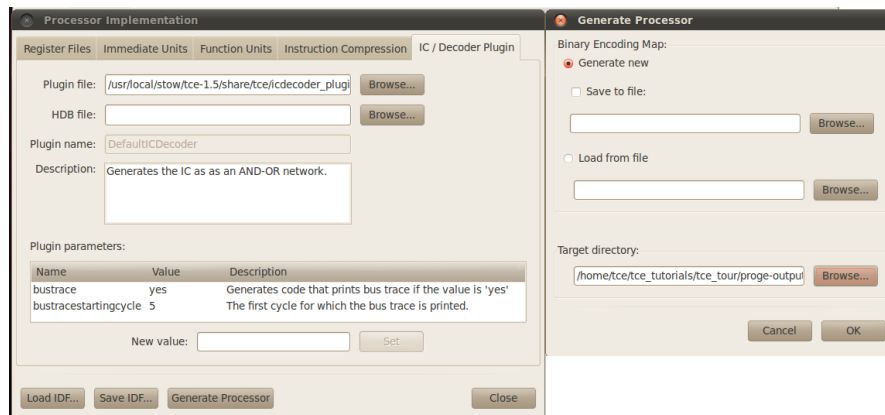 Processor Implementation
Register Files Immediate Units Function Units Instruction Compression IC / Decoder Plugin
Plugin file: /usr/local/stow/tce-1.5/share/tce/icdecoder_plugi Browse...
HDB file: Browse...
Plugin name: DefaultICDecoder
Description: Generates the IC as as an AND-OR network.
Plugin parameters:
Name Value Description
bustrace yes Generates code that prints bus trace if the value is 'yes'
bustracestartingcycle 5 The first cycle for which the bus trace is printed.
New value: Set
Load IDF... Save IDF... Generate Processor Close
Generate Processor
Binary Encoding Map:
Generate new
Save to file:
Browse...
Load from file
Browse...
Target directory:
/home/tce/tce_tutorials/tce_tour/proge-output Browse...
Cancel OK